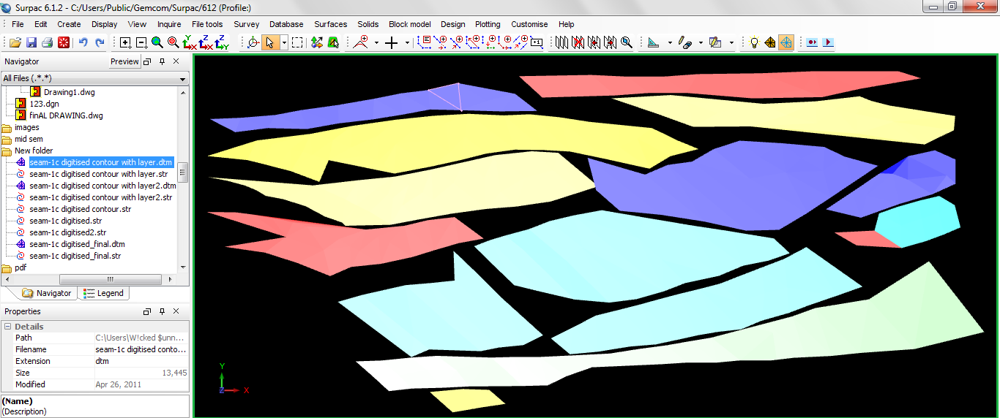 Surpac 6.1.2 - C:/Users/Public/Gemcom/Surpac/612 (Profile:)
File Edit Create Display View Inquire File tools Survey Database Surfaces Solids Block model Design Plotting Customise Help
Navigator Preview
All Files (.*.*)
Drawing1.dwg
123.dgn
finAL DRAWING.dwg
images
mid sem
New folder
seam-1c digitised contour with layer.dtm
seam-1c digitised contour with layer.str
seam-1c digitised contour with layer2.dtm
seam-1c digitised contour with layer2.str
seam-1c digitised contour.str
seam-1c digitised.str
seam-1c digitised2.str
seam-1c digitised_final.dtm
seam-1c digitised_final.str
pdf
Navigator Legend
Properties
Details
Path C:\Users\W!cked $unn...
Filename seam-1c digitised conto...
Extension dtm
Size 13,445
Modified Apr 26, 2011
(Name)
(Description)
Y
Z X